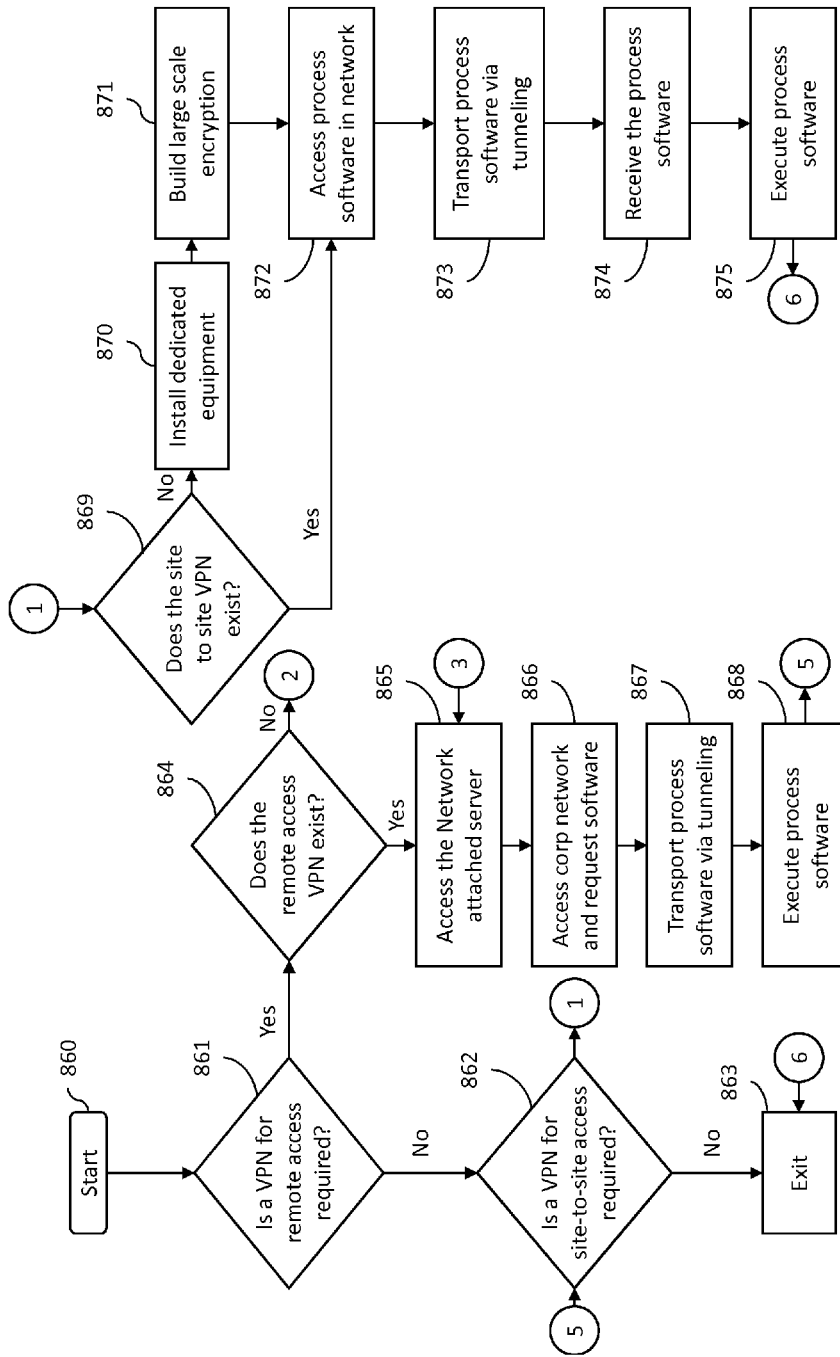 Start
860
Is a VPN for
remote access
required?
861
Yes
No
Is a VPN for
site-to-site access
required?
862
5
1
No
Exit
863
6
Does the
remote access
VPN exist?
864
No
2
Yes
Access the Network
attached server
865
3
Access corp network
and request software
866
Transport process
software via tunneling
867
Execute process
software
868
5
1
Does the site
to site VPN
exist?
869
No
Yes
Install dedicated
equipment
870
Build large scale
encryption
871
Access process
software in network
872
Transport process
software via
tunneling
873
Receive the process
software
874
Execute process
software
875
6